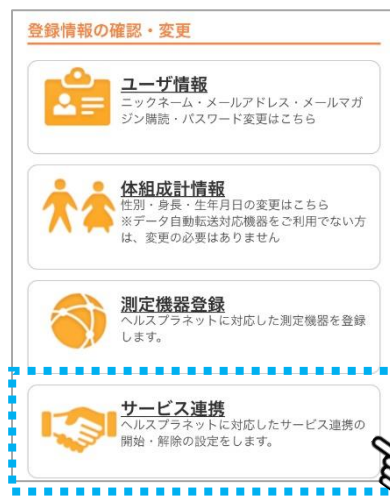 登録情報の確認・変更
ユーザ情報
ニックネーム・メールアドレス・メールマガ
ジン購読・パスワード変更はこちら
体組成計情報
性別・身長・生年月日の変更はこちら
※データ自動転送対応機器をご利用でない方
は、変更の必要はありません
測定機器登録
ヘルスプラネットに対応した測定機器を登録
します。
サービス連携
ヘルスプラネットに対応したサービス連携の
開始・解除の設定をします。